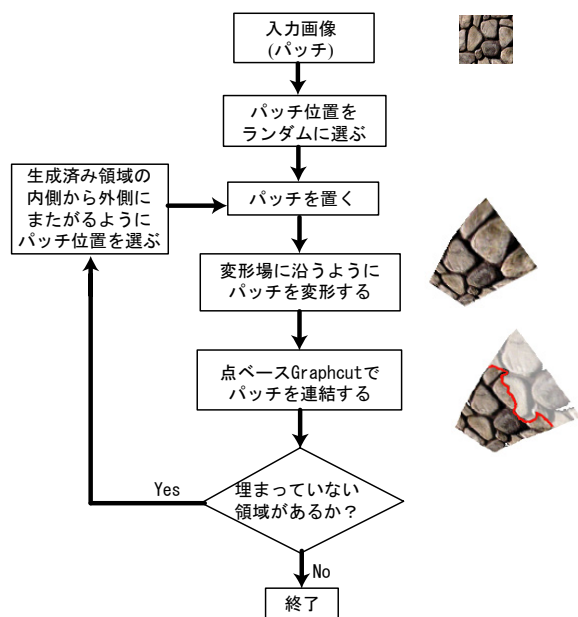 入力画像
(パッチ)
パッチ位置を
ランダムに選ぶ
生成済み領域の
内側から外側に
またがるように
パッチ位置を選ぶ
パッチを置く
変形場に沿うように
パッチを変形する
点ベースGraphcutで
パッチを連結する
Yes
埋まっていない
領域があるか？
No
終了